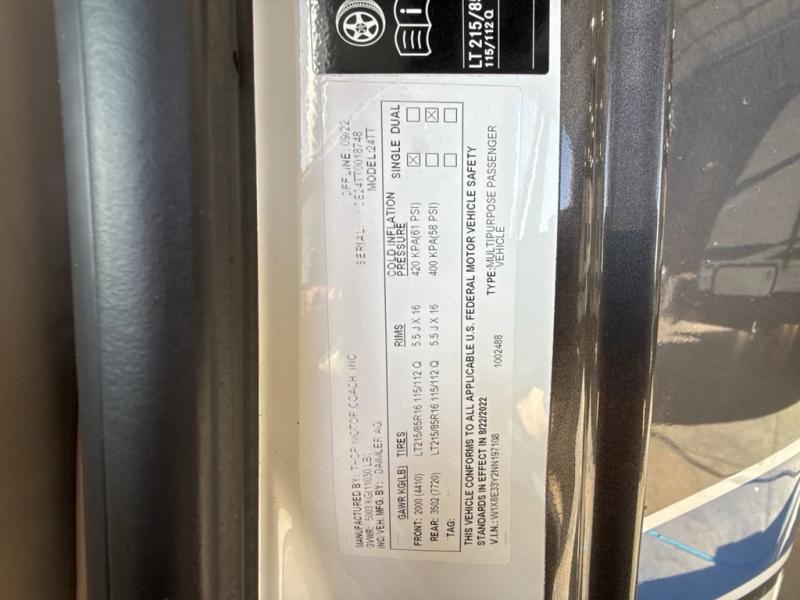 LT 215/85
115/112 Q
OFFLINE: 09/22
SERIAL: E24TT0018748
MODEL: 24TT
MANUFACTURED BY: THOR MOTOR COACH, INC
GVWR: 5003 KG(11030 LB)
INC. VEH. MFG. BY: DAIMLER AG
GAWR KG(LB) TIRES RIMS COLD INFLATION PRESSURE SINGLE DUAL
FRONT: 2000 (4410) LT215/85R16 115/112 Q 5.5 J X 16 420 KPA(61 PSI)
REAR: 3502 (7720) LT215/85R16 115/112 Q 5.5 J X 16 400 KPA(58 PSI)
TAG:
THIS VEHICLE CONFORMS TO ALL APPLICABLE U.S. FEDERAL MOTOR VEHICLE SAFETY
STANDARDS IN EFFECT IN 8/22/2022
V.I.N.: W1X8E33Y2NN197108 1002488 TYPE: MULTIPURPOSE PASSENGER
VEHICLE